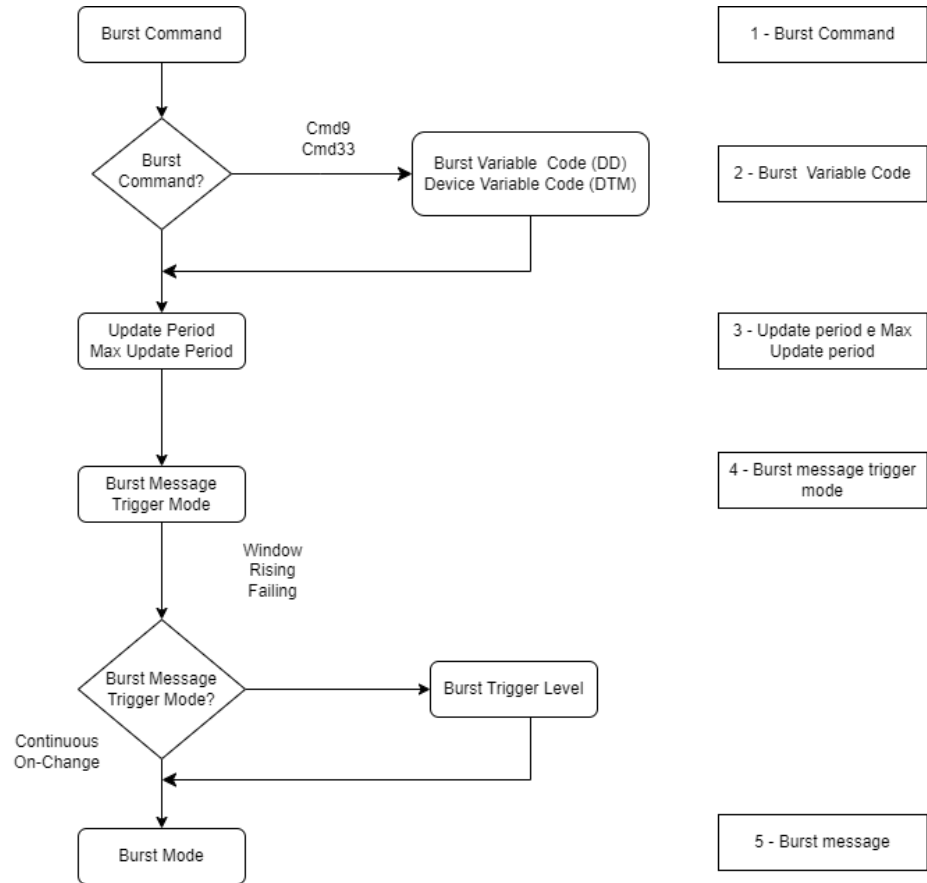 Burst Command
1 - Burst Command
Cmd9
Cmd33
Burst
Command?
Burst Variable Code (DD)
Device Variable Code (DTM)
2 - Burst Variable Code
Update Period
Max Update Period
3 - Update period e Max
Update period
Burst Message
Trigger Mode
4 - Burst message trigger
mode
Window
Rising
Failing
Burst Message
Trigger Mode?
Burst Trigger Level
Continuous
On-Change
Burst Mode
5 - Burst message